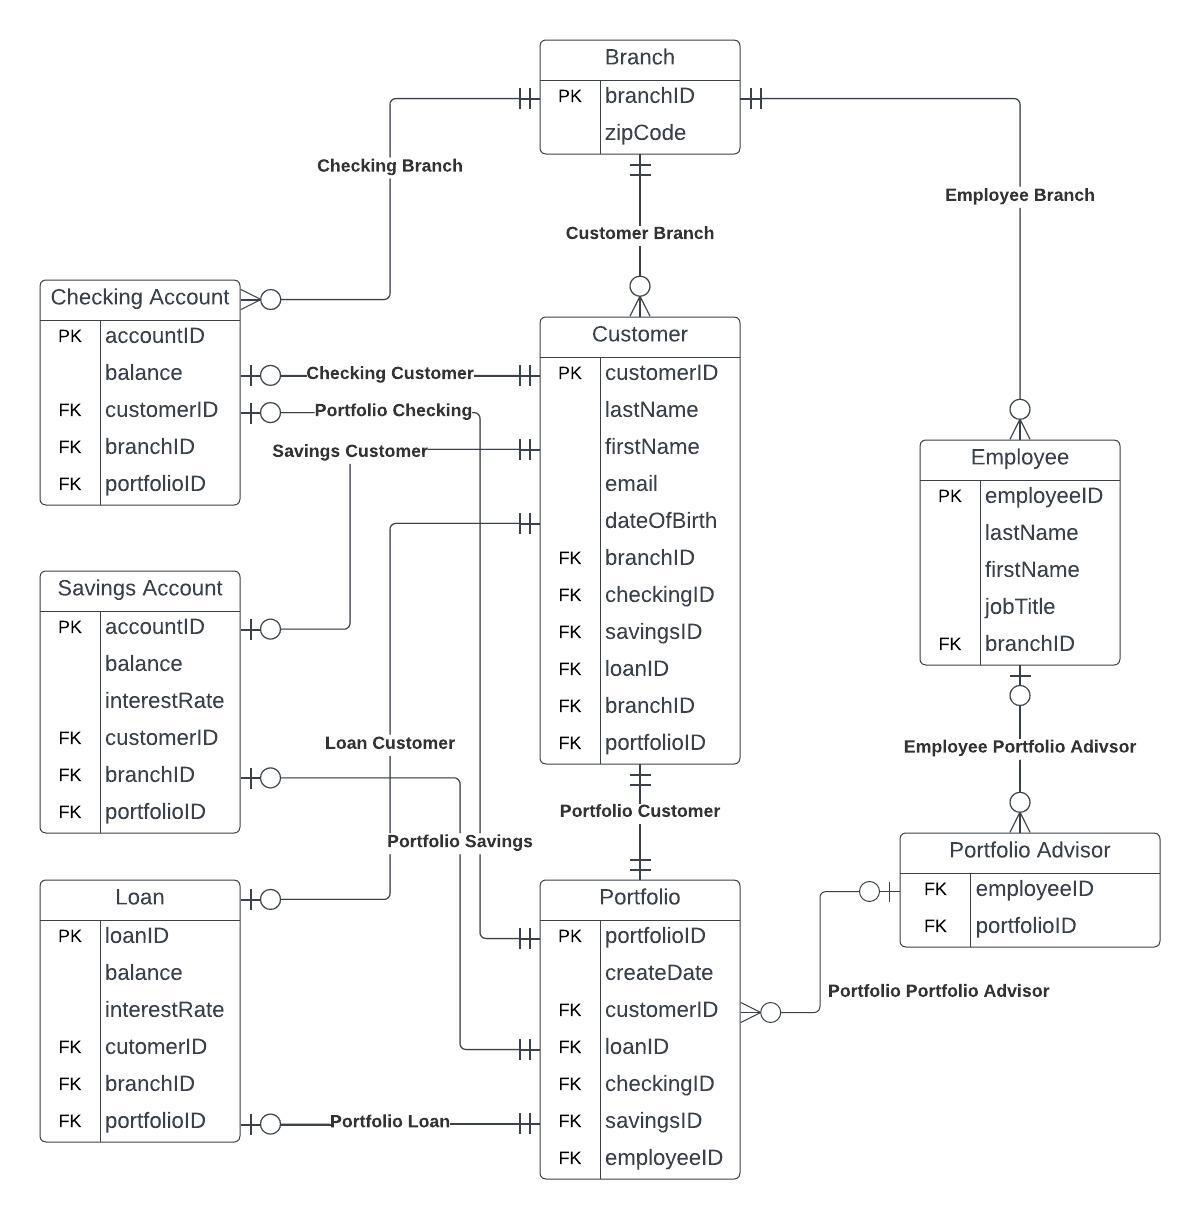 Branch
PK branchID
zipCode
Checking Branch
Employee Branch
Customer Branch
Checking Account
PK accountID
balance
FK customerID
FK branchID
FK portfolioID
Checking Customer
Portfolio Checking
Savings Customer
Customer
PK customerID
lastName
firstName
email
dateOfBirth
FK branchID
FK checkingID
FK savingsID
FK loanID
FK branchID
FK portfolioID
Employee
PK employeeID
lastName
firstName
jobTitle
FK branchID
Savings Account
PK accountID
balance
interestRate
FK customerID
FK branchID
FK portfolioID
Loan Customer
Employee Portfolio Adivsor
Portfolio Customer
Portfolio Savings
Portfolio Advisor
FK employeeID
FK portfolioID
Portfolio Portfolio Advisor
Loan
PK loanID
balance
interestRate
FK cutomerID
FK branchID
FK portfolioID
Portfolio Loan
Portfolio
PK portfolioID
createDate
FK customerID
FK loanID
FK checkingID
FK savingsID
FK employeeID